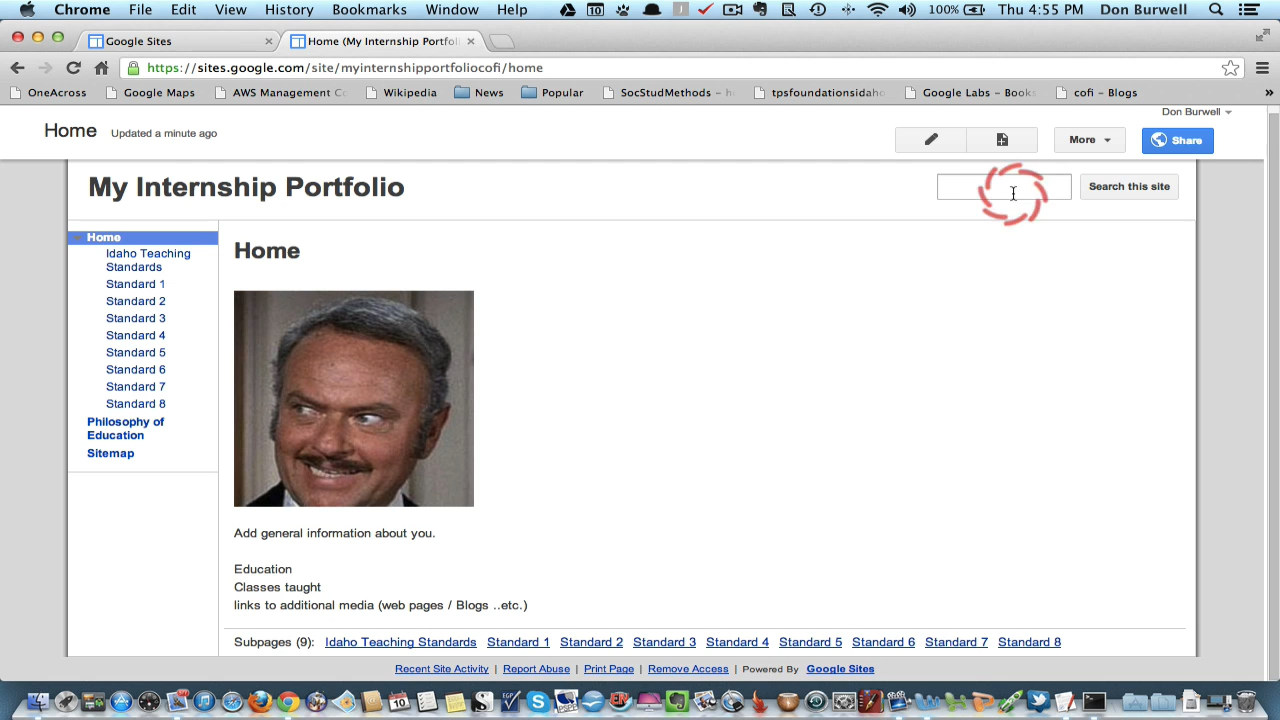 Chrome File Edit View History Bookmarks Window Help 100% Thu 4:55 PM Don Burwell
Google Sites
Home (My Internship Portfol
https://sites.google.com/site/myinternshipportfoliocofi/home
OneAcross Google Maps AWS Management Wikipedia News Popular SocStudMethods tpsfoundationsidaho Google Labs – Books cofi – Blogs »
Don Burwell
Home Updated a minute ago
More
Share
My Internship Portfolio
Search this site
Home
Idaho Teaching
Standards
Standard 1
Standard 2
Standard 3
Standard 4
Standard 5
Standard 6
Standard 7
Standard 8
Philosophy of
Education
Sitemap
Home
Add general information about you.
Education
Classes taught
links to additional media (web pages / Blogs ..etc.)
Subpages (9): Idaho Teaching Standards Standard 1 Standard 2 Standard 3 Standard 4 Standard 5 Standard 6 Standard 7 Standard 8
Recent Site Activity | Report Abuse | Print Page | Remove Access | Powered By Google Sites